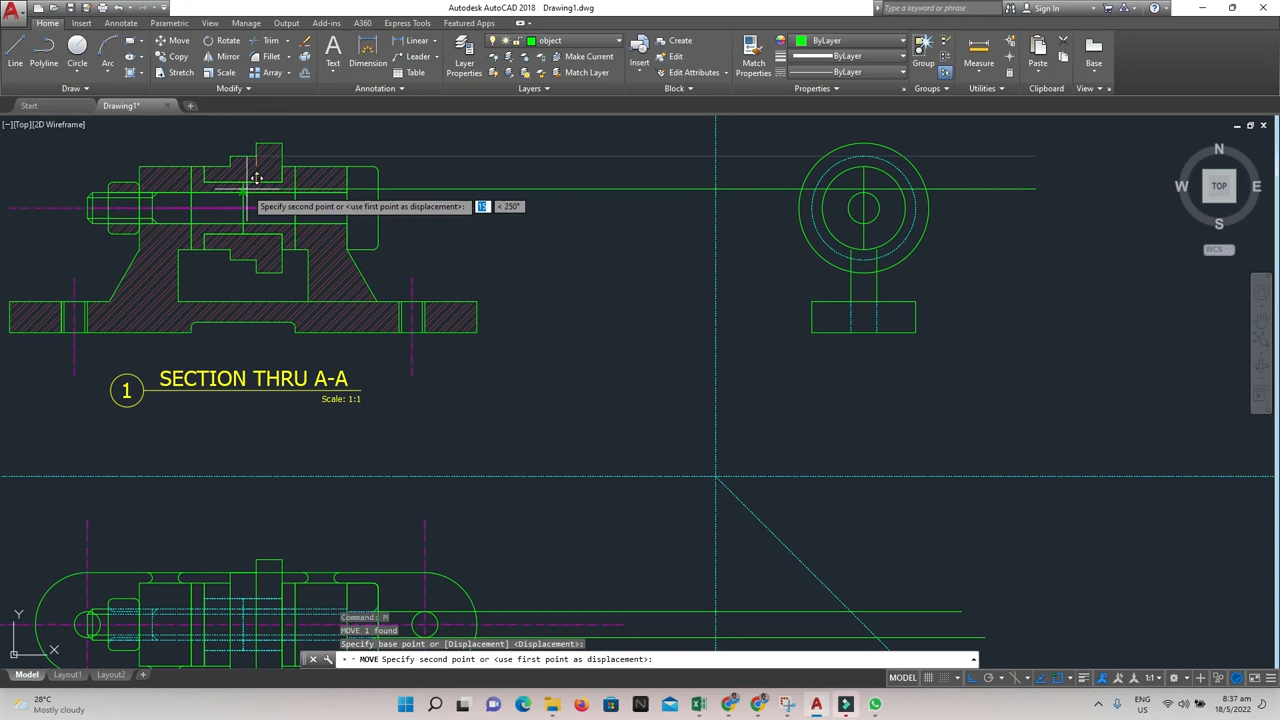 Autodesk AutoCAD 2018 Drawing1.dwg
Type a keyword or phrase
Sign In
Home Insert Annotate Parametric View Manage Output Add-ins A360 Express Tools Featured Apps
Line Polyline Circle Arc
Move Rotate Trim
Copy Mirror Fillet
Stretch Scale Array
Text Dimension
Linear
Leader
Table
Layer
Properties
object
Make Current
Match Layer
Insert
Create
Edit
Edit Attributes
Match
Properties
ByLayer
ByLayer
ByLayer
Group
Measure
Paste
Base
Draw Modify Annotation Layers Block Properties Groups Utilities Clipboard View
Start Drawing1*
[−][Top][2D Wireframe]
N
W TOP E
S
WCS
Specify second point or <use first point as displacement>: 15 < 250°
1 SECTION THRU A-A
Scale: 1:1
Y
X
Command: M
MOVE 1 found
Specify base point or [Displacement] <Displacement>:
MOVE Specify second point or <use first point as displacement>:
Model Layout1 Layout2 +
MODEL 1:1
28°C
Mostly cloudy
ENG
US
8:37 am
18/5/2022